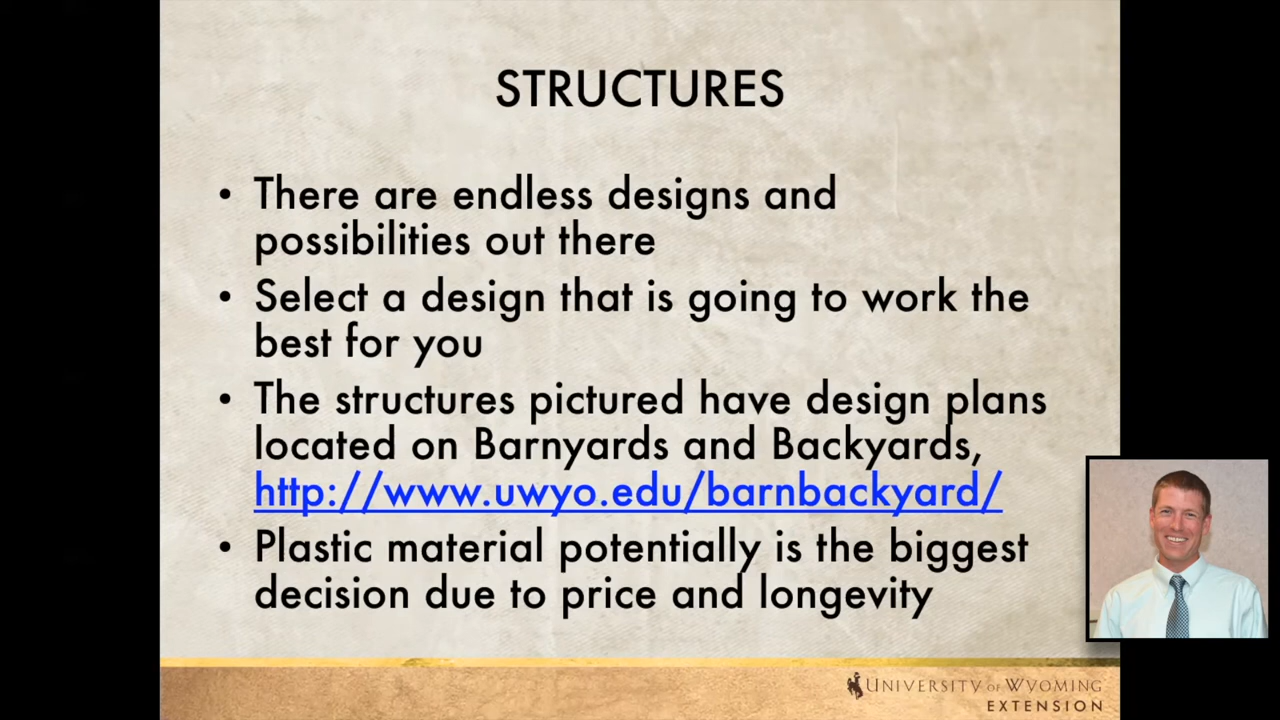 STRUCTURES
• There are endless designs and
possibilities out there
• Select a design that is going to work the
best for you
• The structures pictured have design plans
located on Barnyards and Backyards,
http://www.uwyo.edu/barnbackyard/
• Plastic material potentially is the biggest
decision due to price and longevity
UNIVERSITY OF WYOMING
EXTENSION